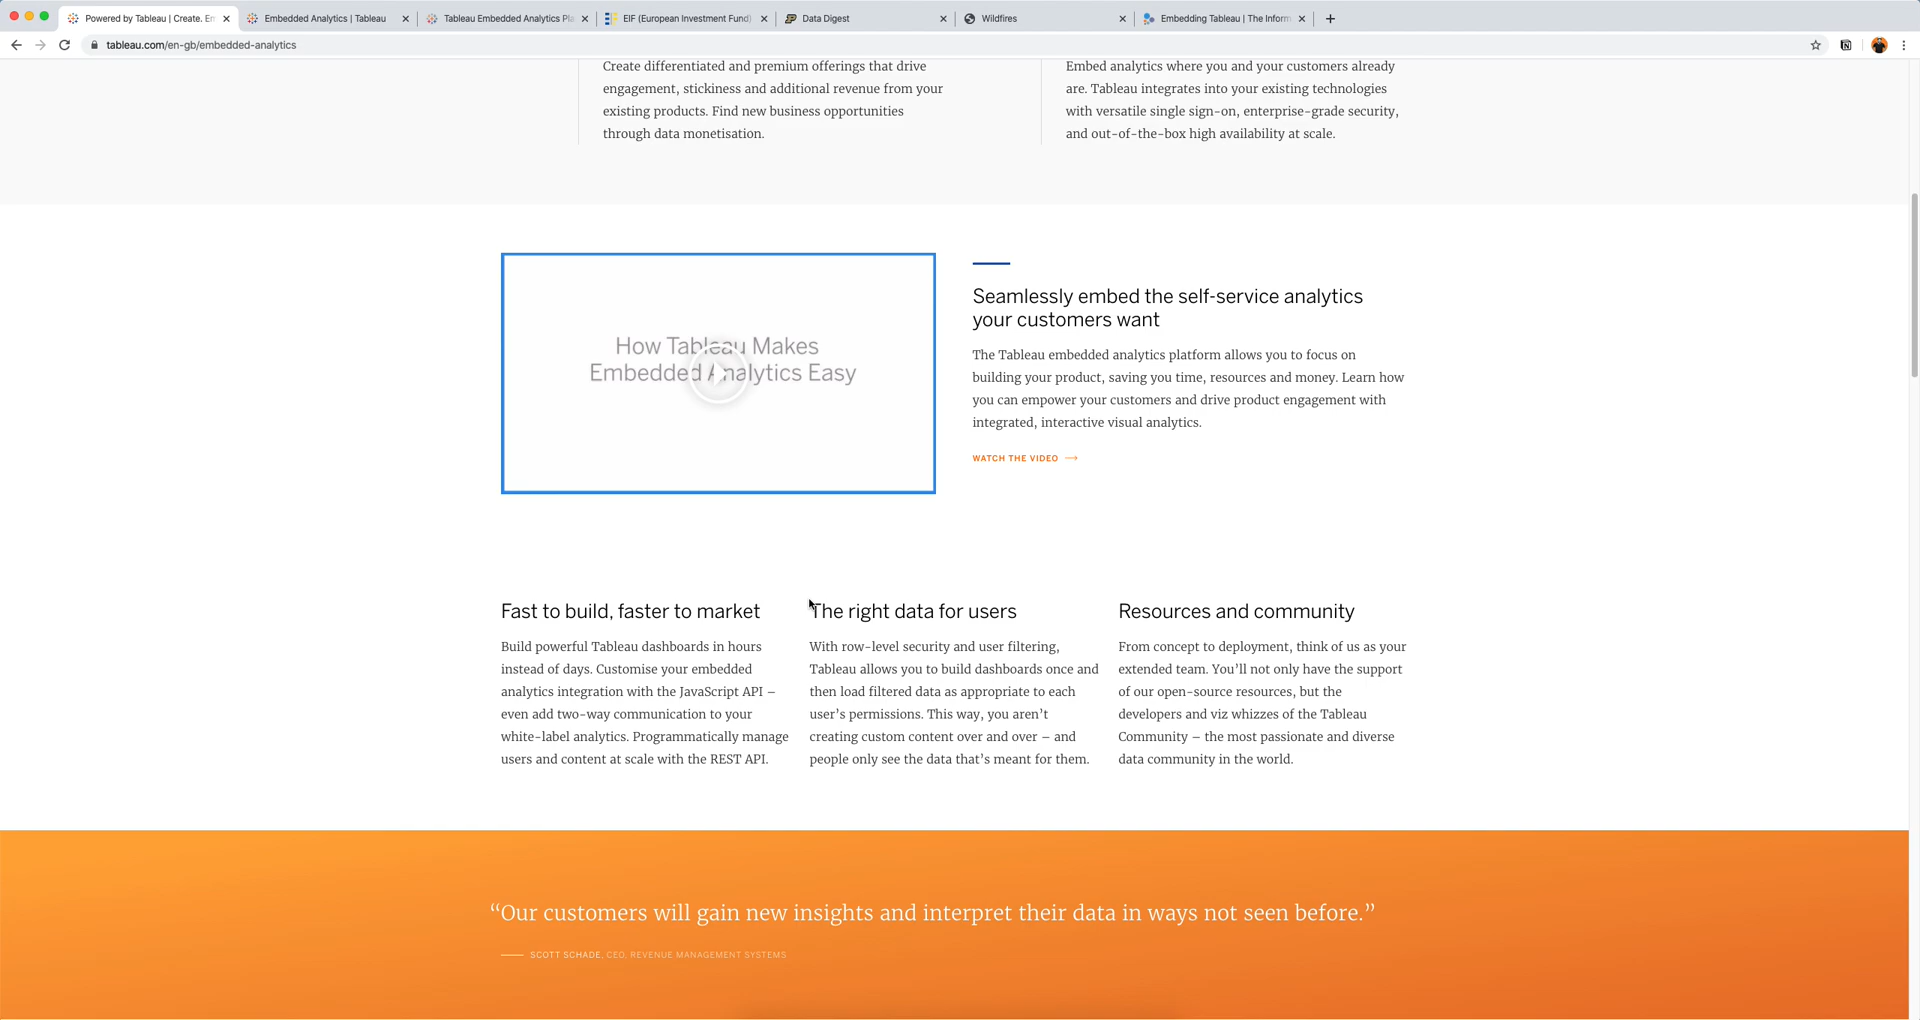 Powered by Tableau | Create. Em
Embedded Analytics | Tableau
Tableau Embedded Analytics Pla
EIF (European Investment Fund)
Data Digest
Wildfires
Embedding Tableau | The Inform
tableau.com/en-gb/embedded-analytics
Create differentiated and premium offerings that drive
engagement, stickiness and additional revenue from your
existing products. Find new business opportunities
through data monetisation.
Embed analytics where you and your customers already
are. Tableau integrates into your existing technologies
with versatile single sign-on, enterprise-grade security,
and out-of-the-box high availability at scale.
How Tableau Makes
Embedded Analytics Easy
Seamlessly embed the self-service analytics
your customers want
The Tableau embedded analytics platform allows you to focus on
building your product, saving you time, resources and money. Learn how
you can empower your customers and drive product engagement with
integrated, interactive visual analytics.
WATCH THE VIDEO
Fast to build, faster to market
Build powerful Tableau dashboards in hours
instead of days. Customise your embedded
analytics integration with the JavaScript API –
even add two-way communication to your
white-label analytics. Programmatically manage
users and content at scale with the REST API.
The right data for users
With row-level security and user filtering,
Tableau allows you to build dashboards once and
then load filtered data as appropriate to each
user’s permissions. This way, you aren’t
creating custom content over and over – and
people only see the data that’s meant for them.
Resources and community
From concept to deployment, think of us as your
extended team. You’ll not only have the support
of our open-source resources, but the
developers and viz whizzes of the Tableau
Community – the most passionate and diverse
data community in the world.
“Our customers will gain new insights and interpret their data in ways not seen before.”
SCOTT SCHADE, CEO, REVENUE MANAGEMENT SYSTEMS